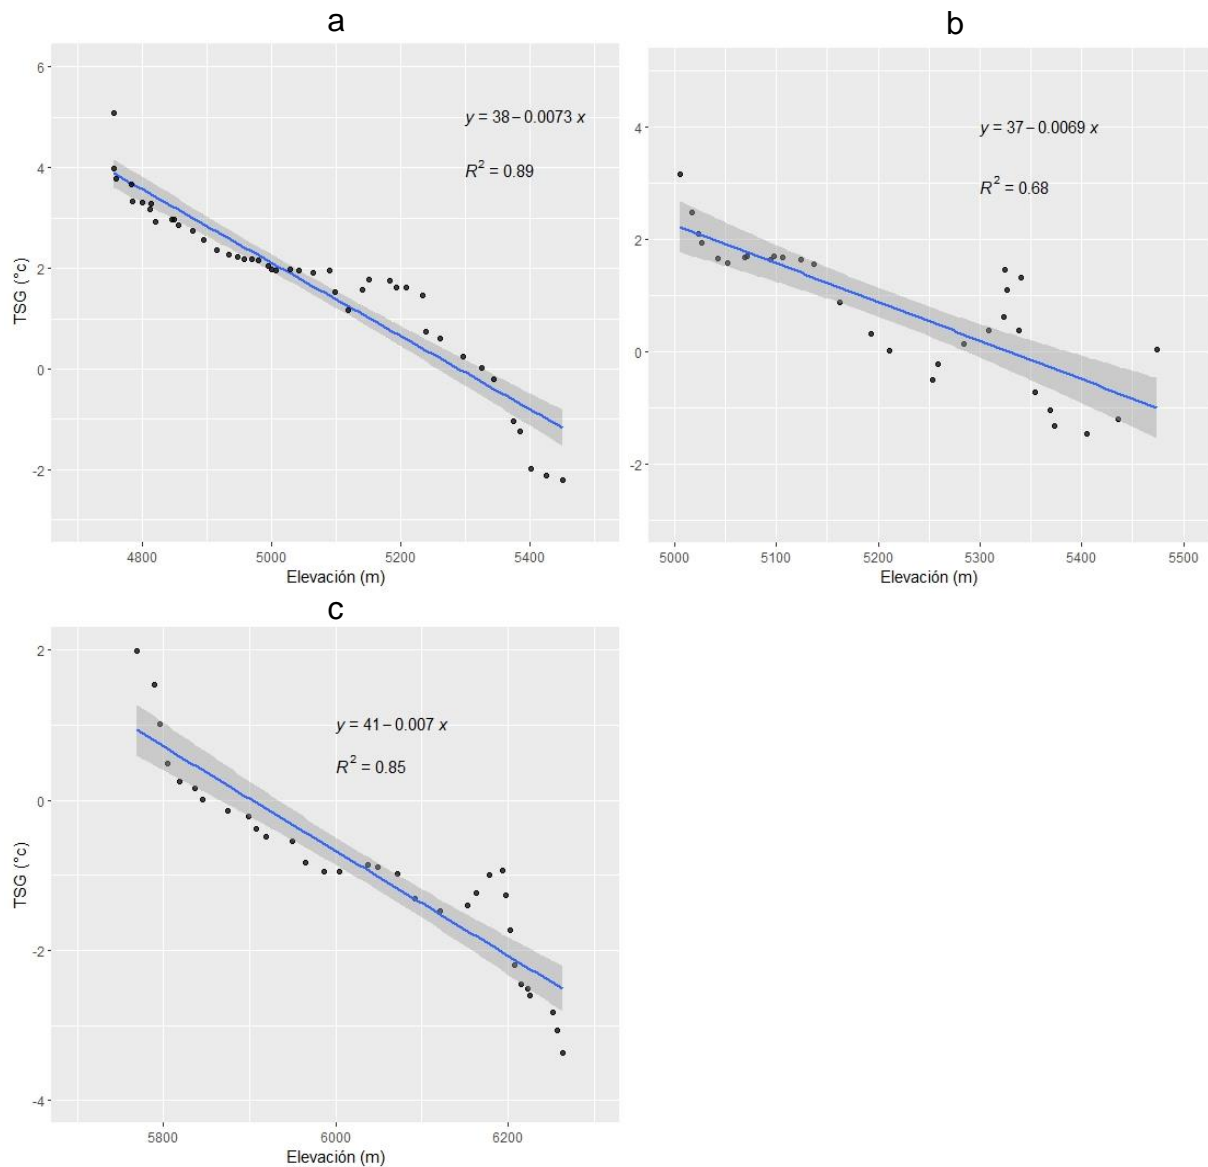 a
6
4
2
0
-2
TSG (°c)
y = 38 − 0.0073 x
R² = 0.89
4800 5000 5200 5400
Elevación (m)
b
4
2
0
-2
y = 37 − 0.0069 x
R² = 0.68
5000 5100 5200 5300 5400 5500
Elevación (m)
c
2
0
-2
-4
TSG (°c)
y = 41 − 0.007 x
R² = 0.85
5800 6000 6200
Elevación (m)